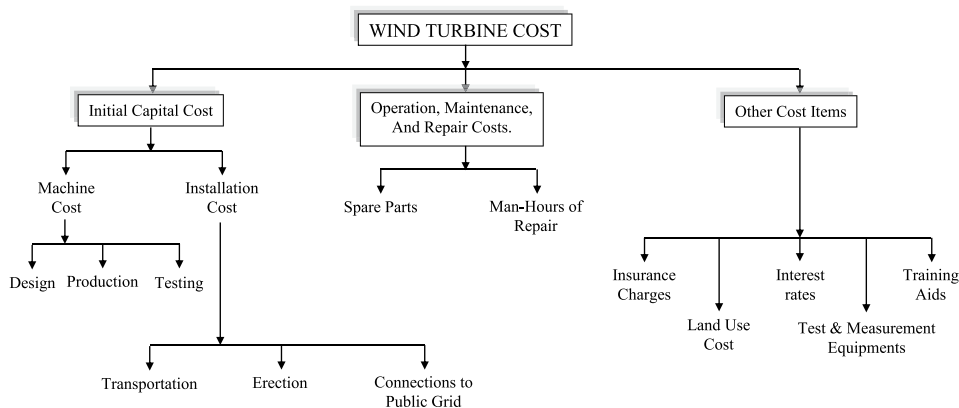 WIND TURBINE COST
Initial Capital Cost
Operation, Maintenance,
And Repair Costs.
Other Cost Items
Machine
Cost
Installation
Cost
Spare Parts
Man-Hours of
Repair
Design
Production
Testing
Insurance
Charges
Interest
rates
Training
Aids
Land Use
Cost
Test & Measurement
Equipments
Transportation
Erection
Connections to
Public Grid